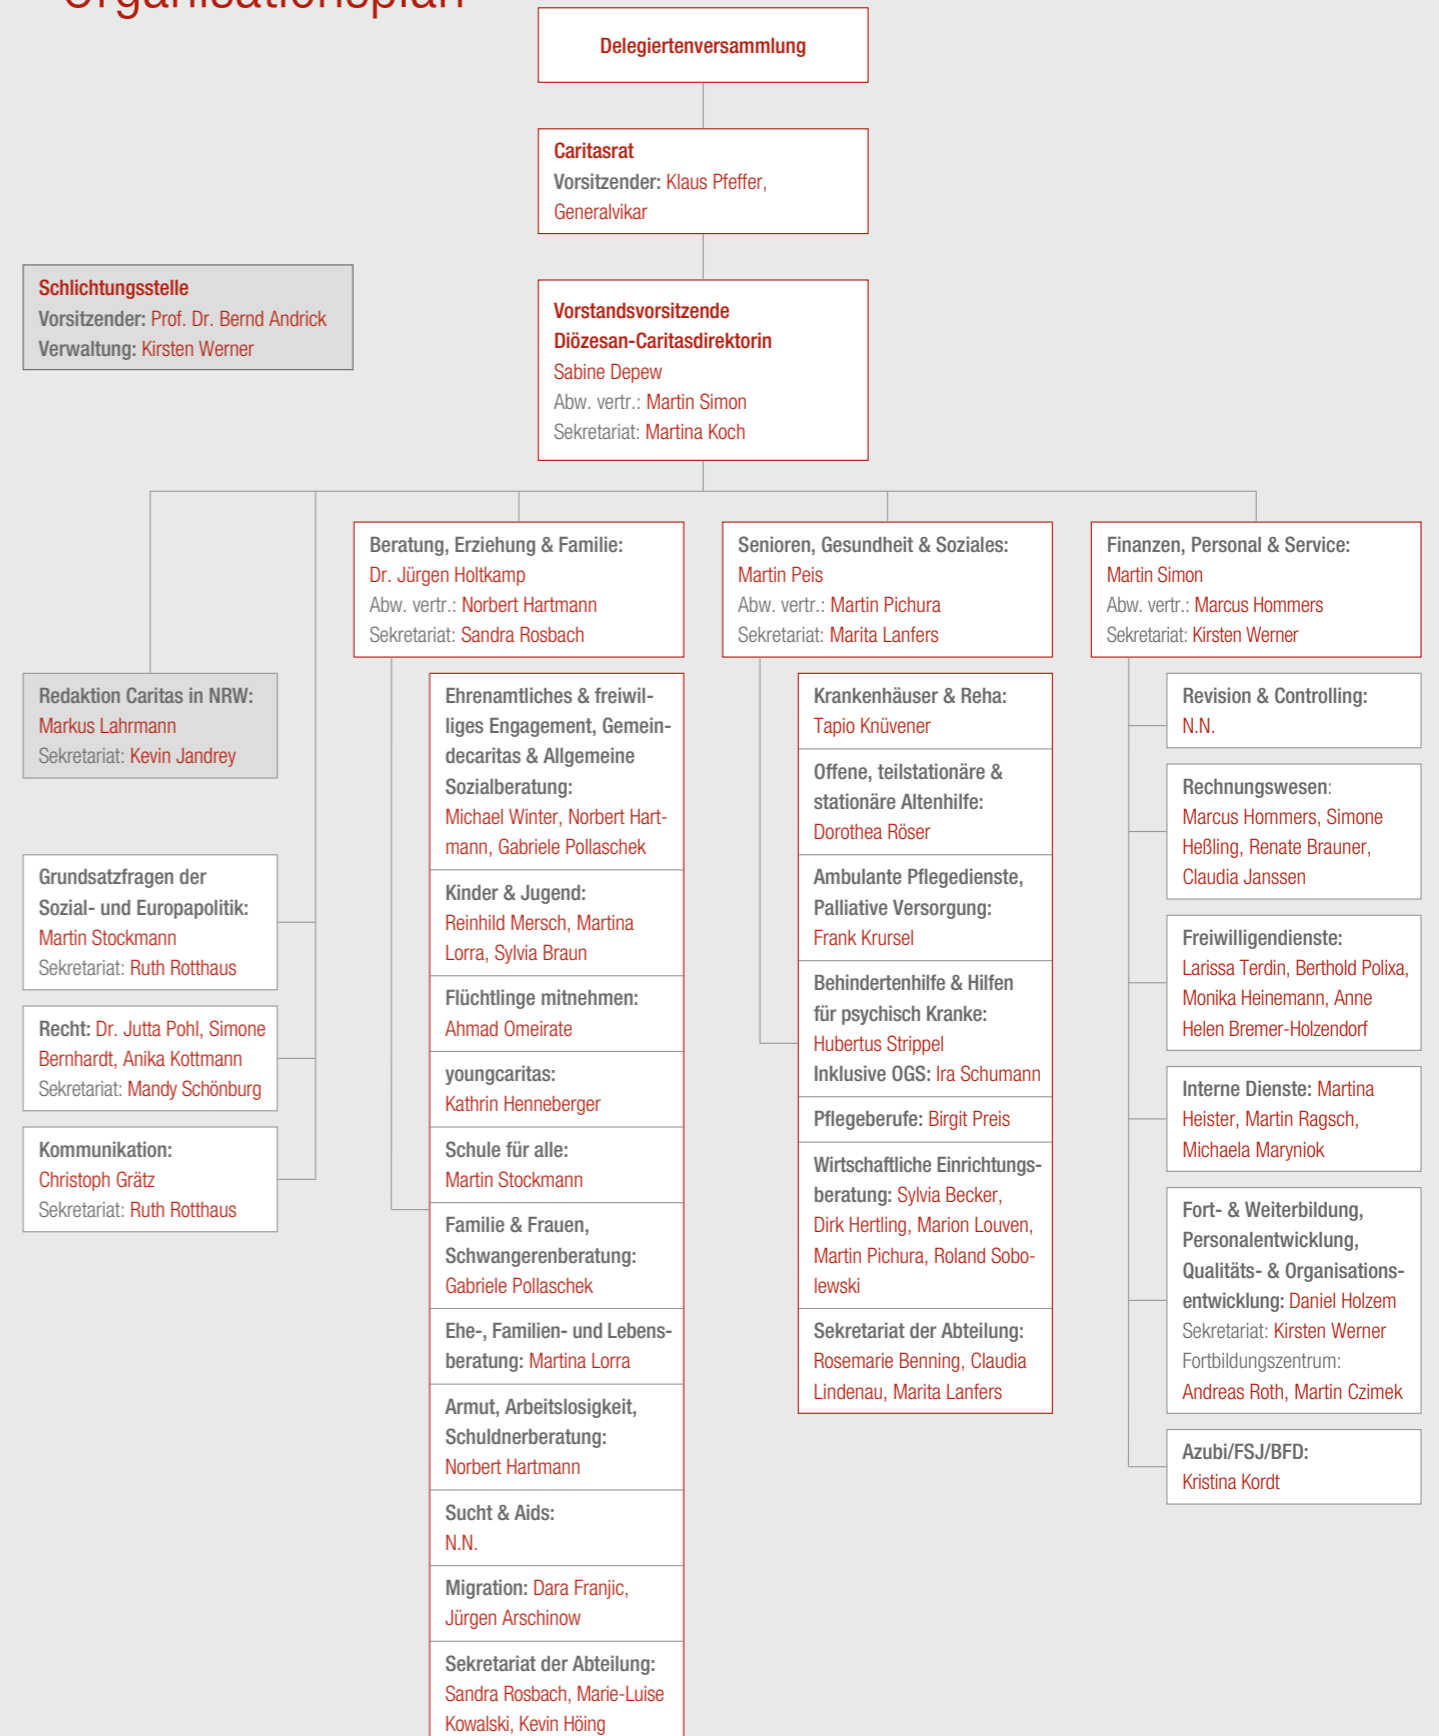 Organisationsplan
Delegiertenversammlung
Caritasrat
Vorsitzender: Klaus Pfeffer,
Generalvikar
Schlichtungsstelle
Vorsitzender: Prof. Dr. Bernd Andrick
Verwaltung: Kirsten Werner
Vorstandsvorsitzende
Diözesan-Caritasdirektorin
Sabine Depew
Abw. vertr.: Martin Simon
Sekretariat: Martina Koch
Redaktion Caritas in NRW:
Markus Lahrmann
Sekretariat: Kevin Jandrey
Grundsatzfragen der
Sozial- und Europapolitik:
Martin Stockmann
Sekretariat: Ruth Rotthaus
Recht: Dr. Jutta Pohl, Simone
Bernhardt, Anika Kottmann
Sekretariat: Mandy Schönburg
Kommunikation:
Christoph Grätz
Sekretariat: Ruth Rotthaus
Beratung, Erziehung & Familie:
Dr. Jürgen Holtkamp
Abw. vertr.: Norbert Hartmann
Sekretariat: Sandra Rosbach
Ehrenamtliches & freiwil-
liges Engagement, Gemein-
decaritas & Allgemeine
Sozialberatung:
Michael Winter, Norbert Hart-
mann, Gabriele Pollaschek
Kinder & Jugend:
Reinhild Mersch, Martina
Lorra, Sylvia Braun
Flüchtlinge mitnehmen:
Ahmad Omeirate
youngcaritas:
Kathrin Henneberger
Schule für alle:
Martin Stockmann
Familie & Frauen,
Schwangerenberatung:
Gabriele Pollaschek
Ehe-, Familien- und Lebens-
beratung: Martina Lorra
Armut, Arbeitslosigkeit,
Schuldnerberatung:
Norbert Hartmann
Sucht & Aids:
N.N.
Migration: Dara Franjic,
Jürgen Arschinow
Sekretariat der Abteilung:
Sandra Rosbach, Marie-Luise
Kowalski, Kevin Höing
Senioren, Gesundheit & Soziales:
Martin Peis
Abw. vertr.: Martin Pichura
Sekretariat: Marita Lanfers
Krankenhäuser & Reha:
Tapio Knüvener
Offene, teilstationäre &
stationäre Altenhilfe:
Dorothea Röser
Ambulante Pflegedienste,
Palliative Versorgung:
Frank Krursel
Behindertenhilfe & Hilfen
für psychisch Kranke:
Hubertus Strippel
Inklusive OGS: Ira Schumann
Pflegeberufe: Birgit Preis
Wirtschaftliche Einrichtungs-
beratung: Sylvia Becker,
Dirk Hertling, Marion Louven,
Martin Pichura, Roland Sobo-
lewski
Sekretariat der Abteilung:
Rosemarie Benning, Claudia
Lindenau, Marita Lanfers
Finanzen, Personal & Service:
Martin Simon
Abw. vertr.: Marcus Hommers
Sekretariat: Kirsten Werner
Revision & Controlling:
N.N.
Rechnungswesen:
Marcus Hommers, Simone
Heßling, Renate Brauner,
Claudia Janssen
Freiwilligendienste:
Larissa Terdin, Berthold Polixa,
Monika Heinemann, Anne
Helen Bremer-Holzendorf
Interne Dienste: Martina
Heister, Martin Ragsch,
Michaela Maryniok
Fort- & Weiterbildung,
Personalentwicklung,
Qualitäts- & Organisations-
entwicklung: Daniel Holzem
Sekretariat: Kirsten Werner
Fortbildungszentrum:
Andreas Roth, Martin Czimek
Azubi/FSJ/BFD:
Kristina Kordt